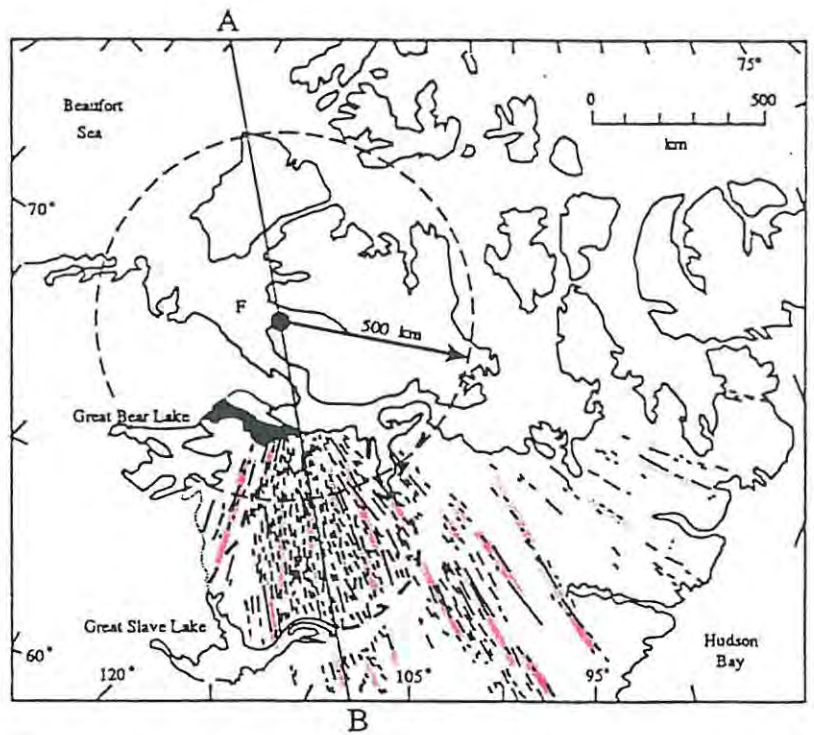 A
75°
Beaufort
Sea
0 500
km
70°
F
500 km
Great Bear Lake
Great Slave Lake
Hudson
Bay
60°
120°
105°
95°
B